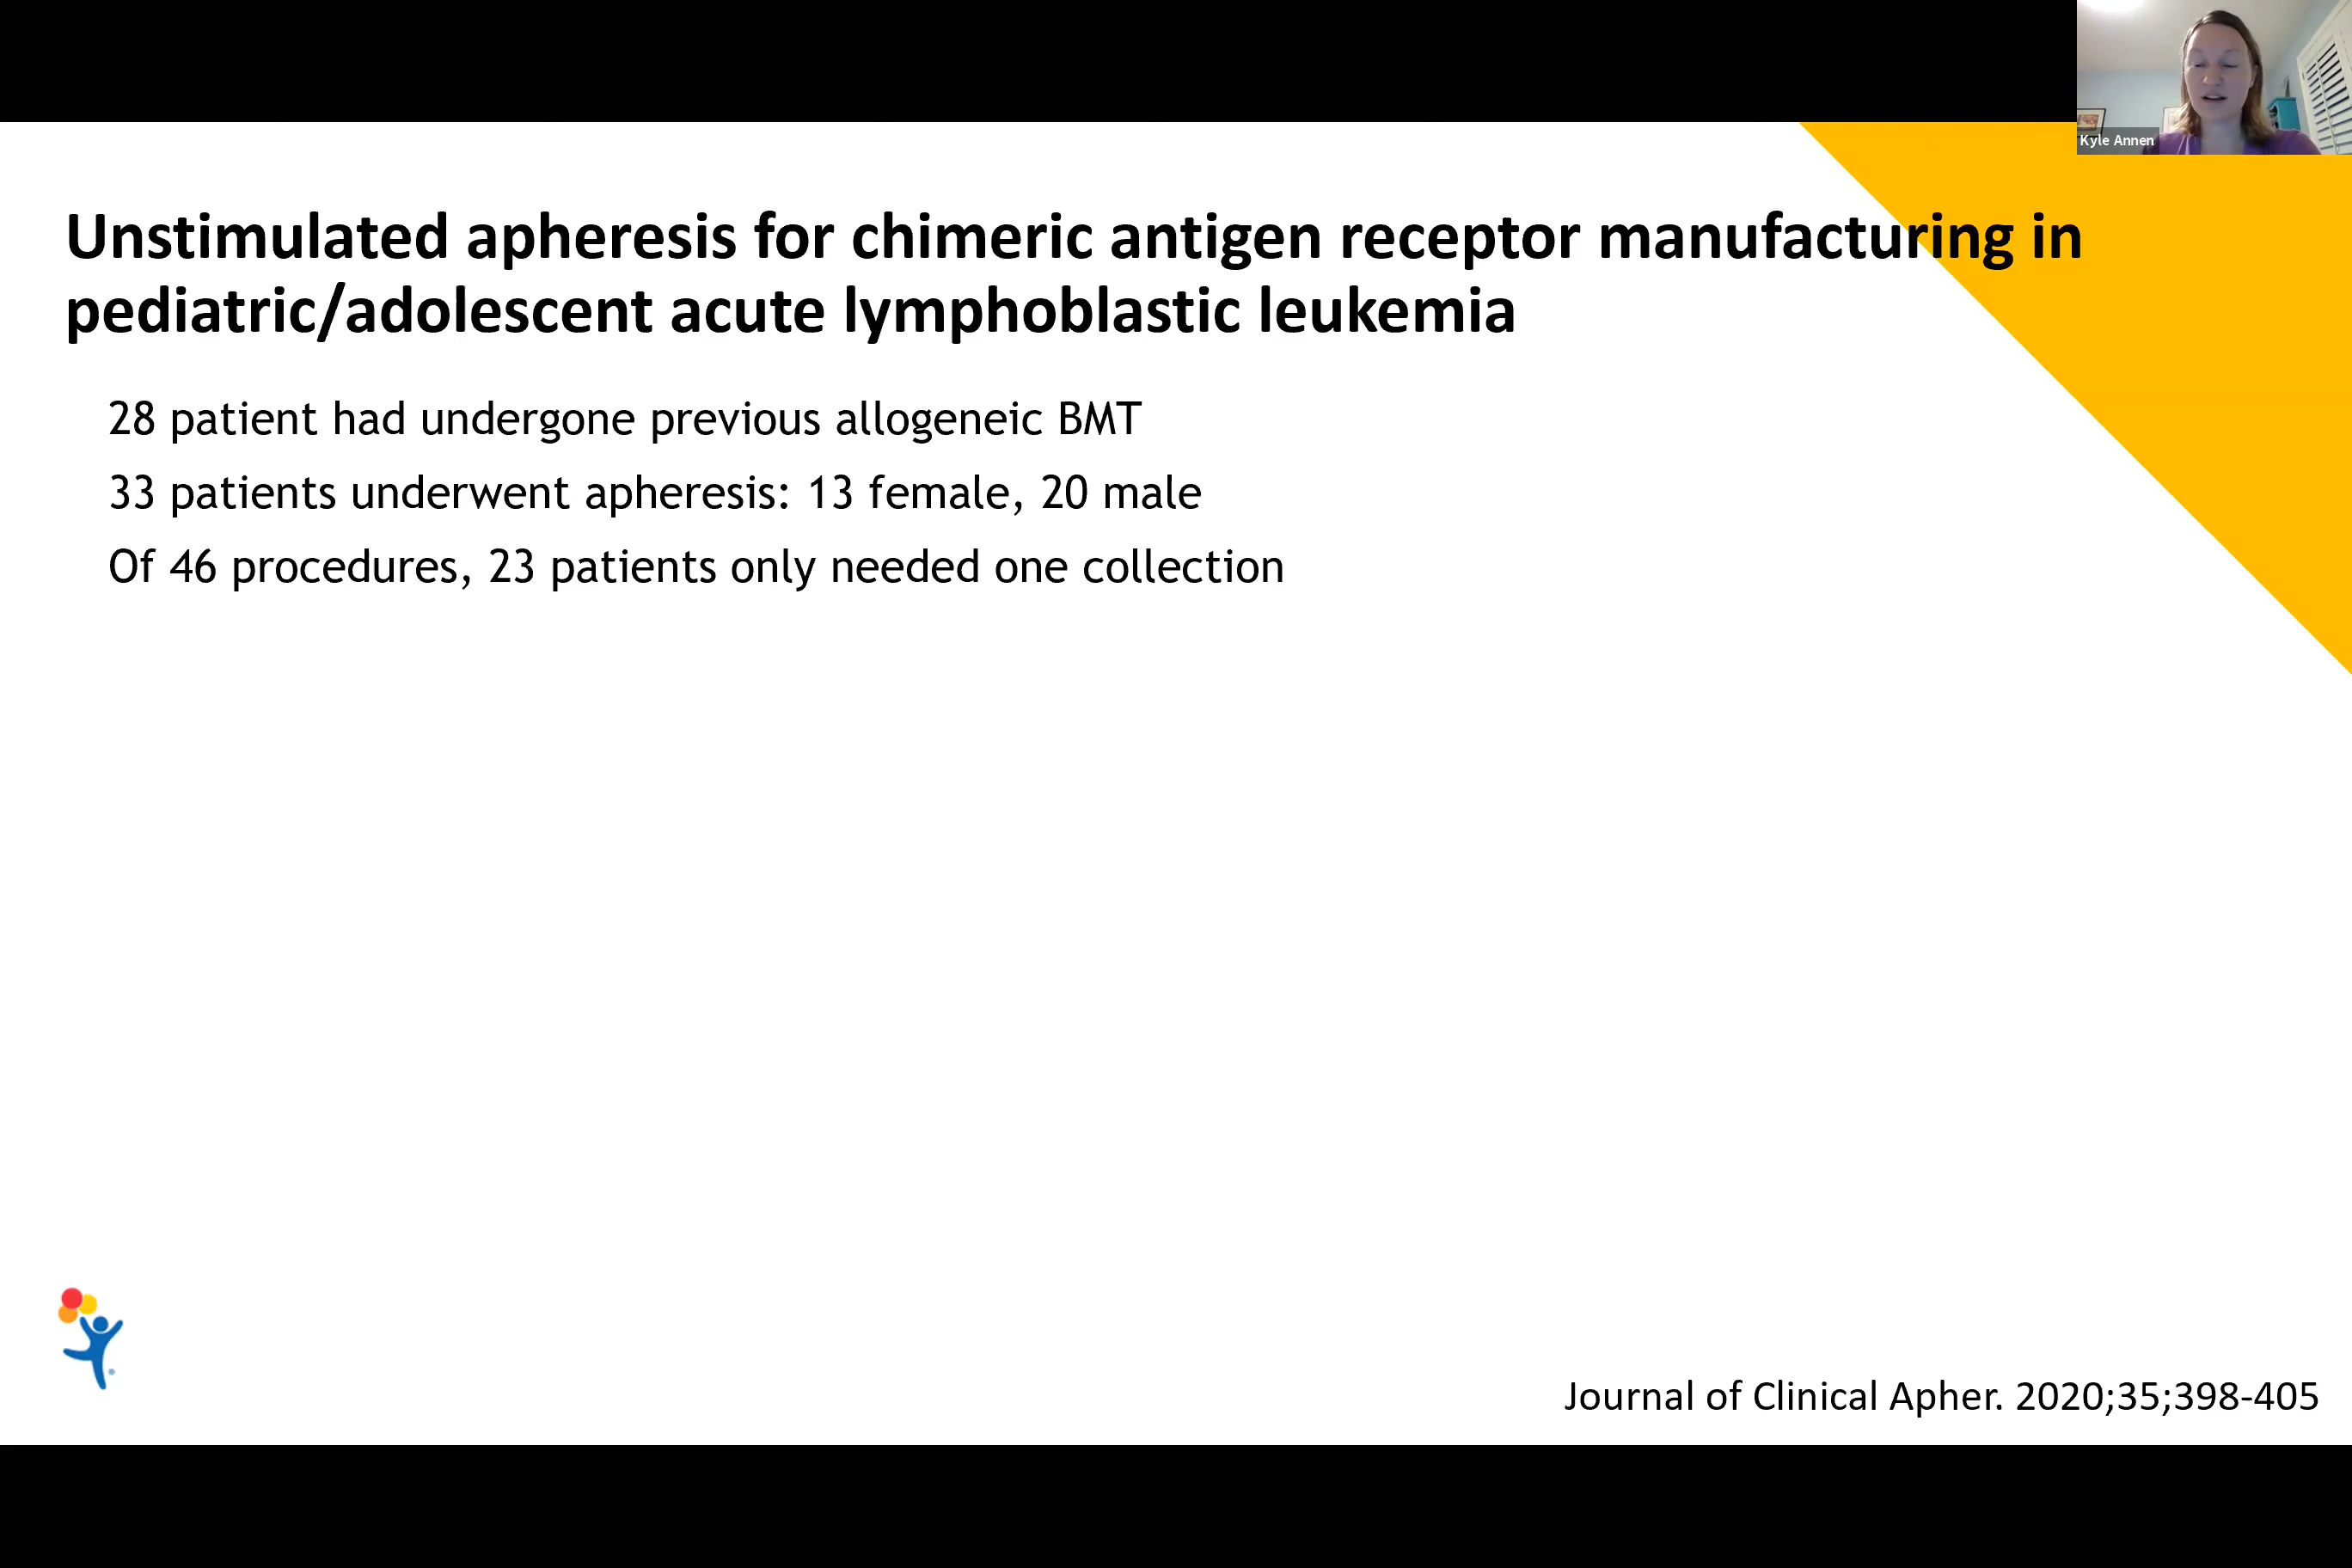 Kyle Annen
Unstimulated apheresis for chimeric antigen receptor manufacturing in
pediatric/adolescent acute lymphoblastic leukemia
28 patient had undergone previous allogeneic BMT
33 patients underwent apheresis: 13 female, 20 male
Of 46 procedures, 23 patients only needed one collection
Journal of Clinical Apher. 2020;35;398-405